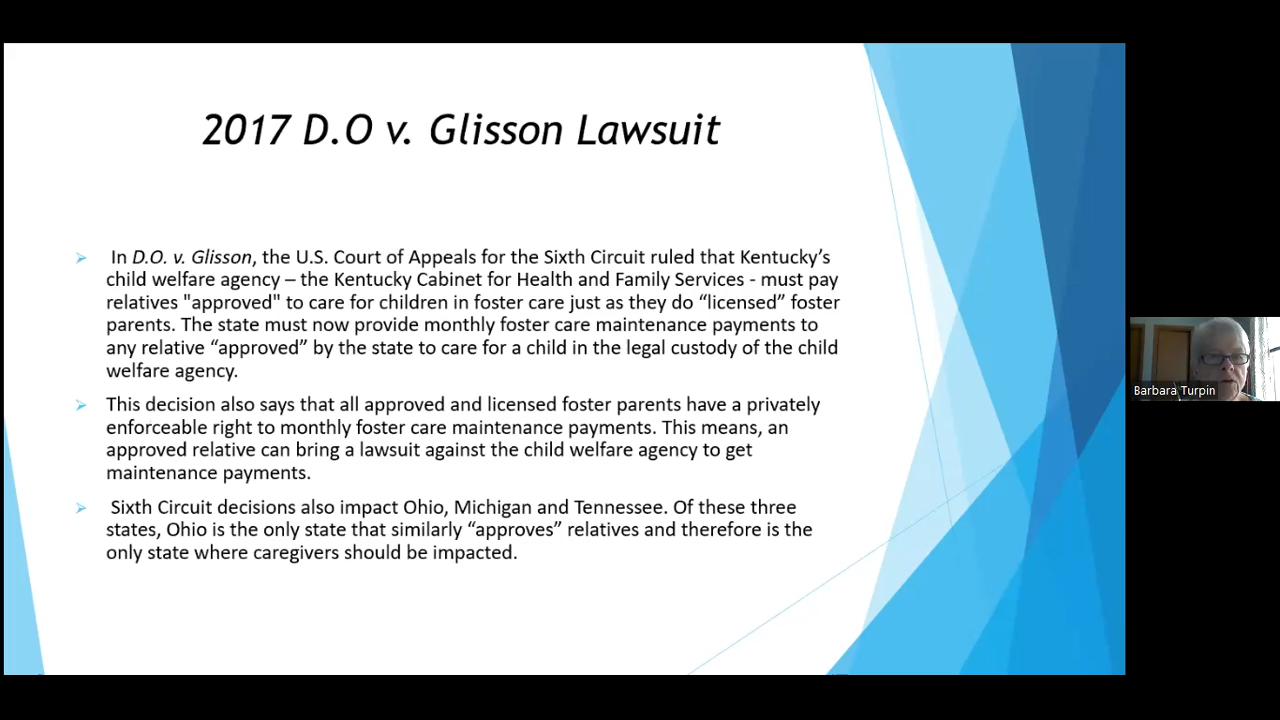 2017 D.O v. Glisson Lawsuit
In D.O. v. Glisson, the U.S. Court of Appeals for the Sixth Circuit ruled that Kentucky’s
child welfare agency – the Kentucky Cabinet for Health and Family Services - must pay
relatives "approved" to care for children in foster care just as they do “licensed” foster
parents. The state must now provide monthly foster care maintenance payments to
any relative “approved” by the state to care for a child in the legal custody of the child
welfare agency.
This decision also says that all approved and licensed foster parents have a privately
enforceable right to monthly foster care maintenance payments. This means, an
approved relative can bring a lawsuit against the child welfare agency to get
maintenance payments.
Sixth Circuit decisions also impact Ohio, Michigan and Tennessee. Of these three
states, Ohio is the only state that similarly “approves” relatives and therefore is the
only state where caregivers should be impacted.
Barbara Turpin